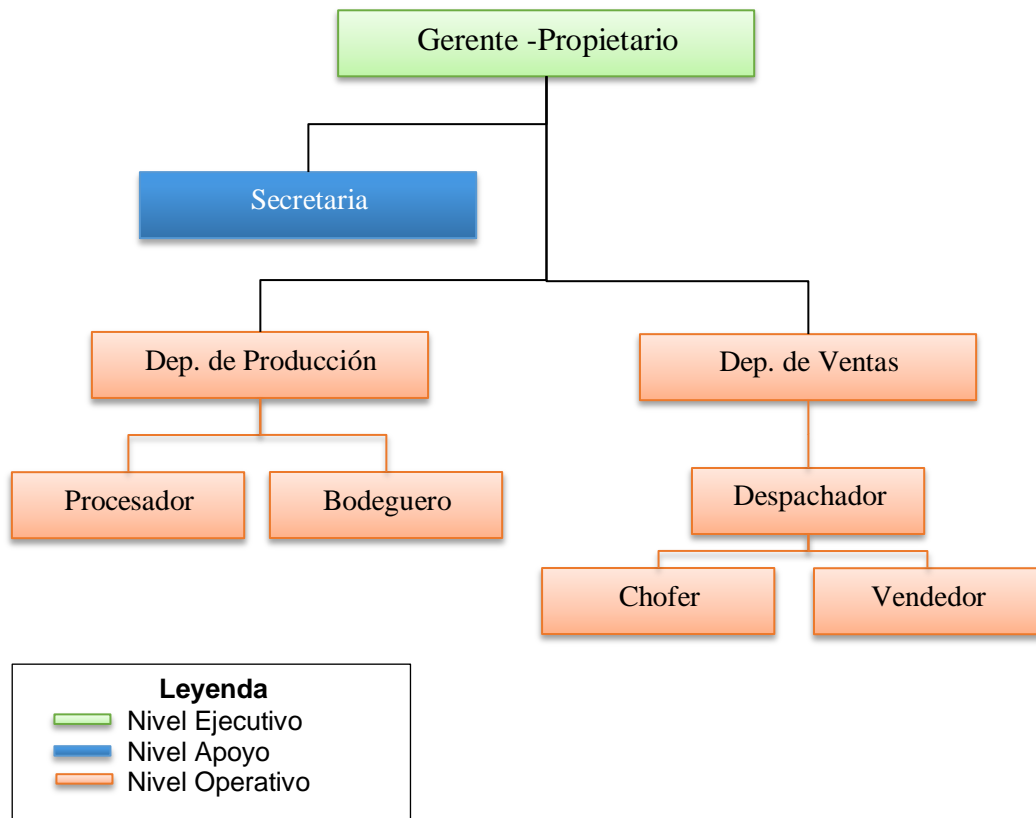 Gerente -Propietario
Secretaria
Dep. de Producción
Dep. de Ventas
Procesador
Bodeguero
Despachador
Chofer
Vendedor
Leyenda
Nivel Ejecutivo
Nivel Apoyo
Nivel Operativo